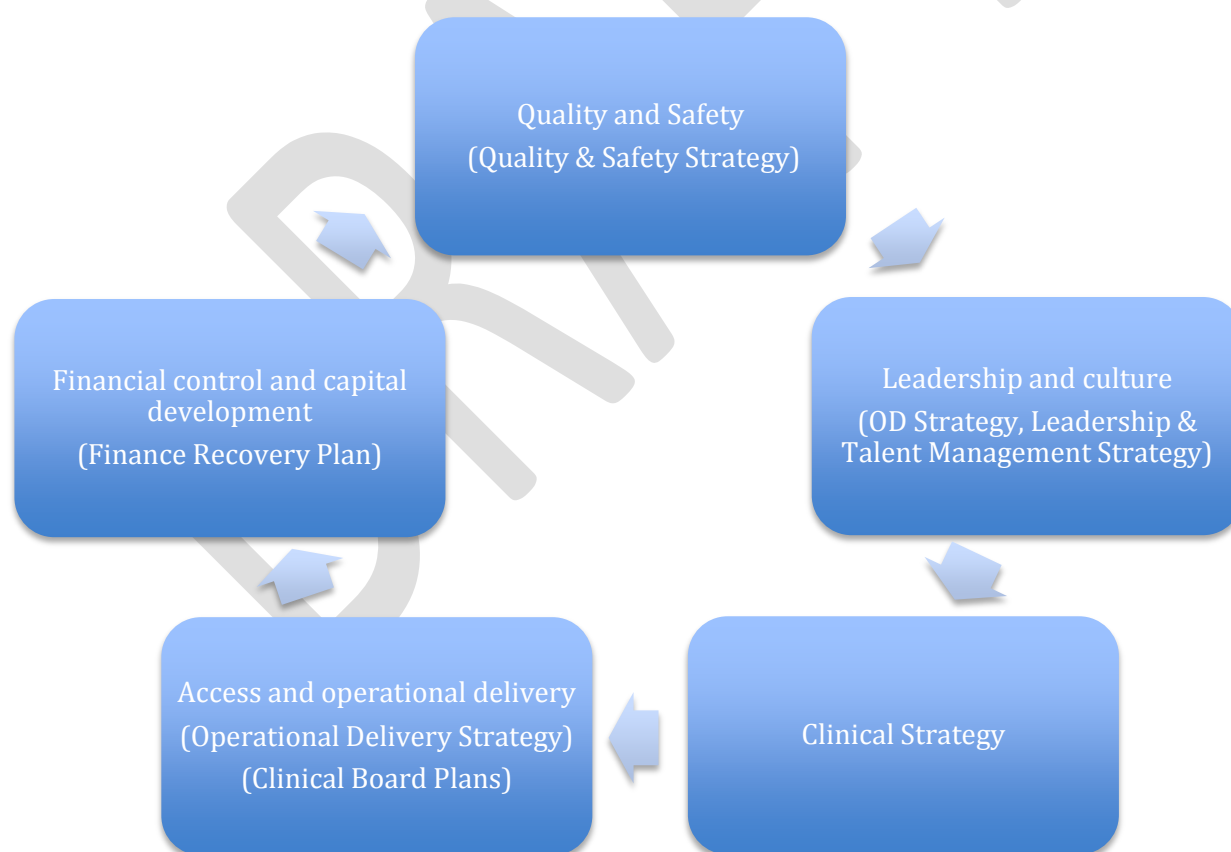 Quality and Safety
(Quality & Safety Strategy)
Leadership and culture
(OD Strategy, Leadership &
Talent Management Strategy)
Clinical Strategy
Access and operational delivery
(Operational Delivery Strategy)
(Clinical Board Plans)
Financial control and capital
development
(Finance Recovery Plan)